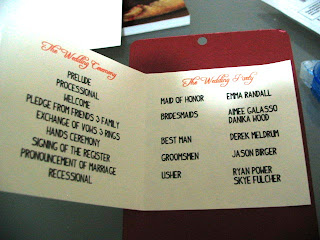 The Wedding Ceremony
PRELUDE
PROCESSIONAL
WELCOME
PLEDGE FROM FRIENDS & FAMILY
EXCHANGE OF VOWS & RINGS
HANDS CEREMONY
SIGNING OF THE REGISTER
PRONOUNCEMENT OF MARRIAGE
RECESSIONAL
The Wedding Party
MAID OF HONOR EMMA RANDALL
BRIDESMAIDS AIMEE GALASSO
DANIKA WOOD
BEST MAN DEREK MELDRUM
GROOMSMEN JASON BIRGER
USHER RYAN POWER
SKYE FULCHER